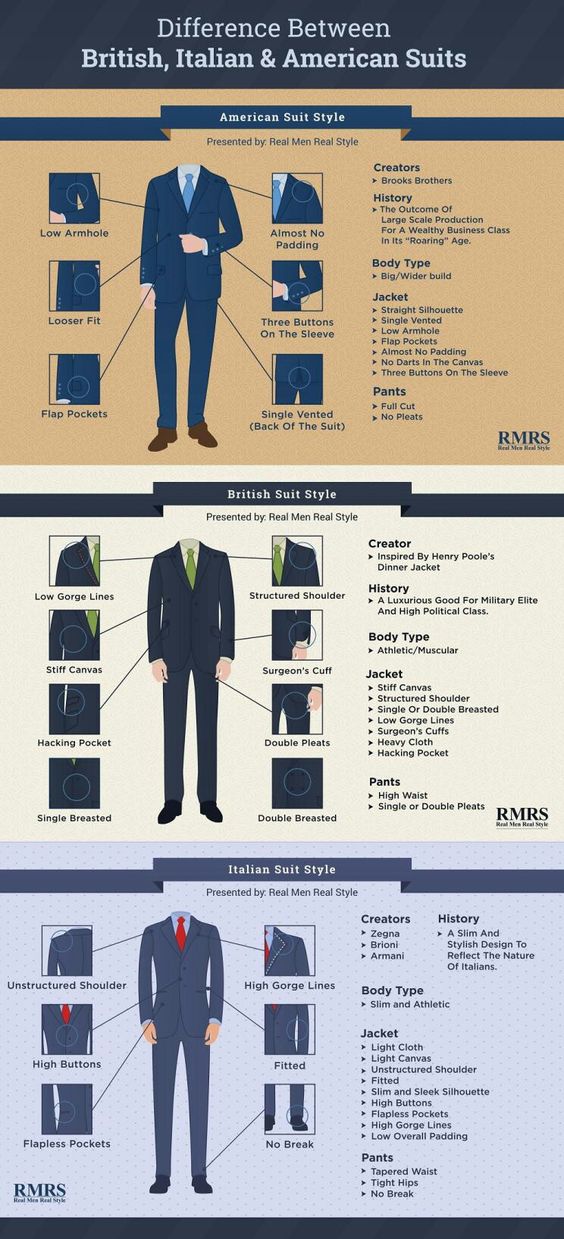 Difference Between
British, Italian & American Suits
American Suit Style
Presented by: Real Men Real Style
Low Armhole
Looser Fit
Flap Pockets
Almost No
Padding
Three Buttons
On The Sleeve
Single Vented
(Back Of The Suit)
Creators
Brooks Brothers
History
The Outcome Of
Large Scale Production
For A Wealthy Business Class
In Its “Roaring” Age.
Body Type
Big/Wider build
Jacket
Straight Silhouette
Single Vented
Low Armhole
Flap Pockets
Almost No Padding
No Darts In The Canvas
Three Buttons On The Sleeve
Pants
Full Cut
No Pleats
RMRS
Real Men Real Style
British Suit Style
Presented by: Real Men Real Style
Low Gorge Lines
Stiff Canvas
Hacking Pocket
Single Breasted
Structured Shoulder
Surgeon's Cuff
Double Pleats
Double Breasted
Creator
Inspired By Henry Poole's
Dinner Jacket
History
A Luxurious Good For Military Elite
And High Political Class.
Body Type
Athletic/Muscular
Jacket
Stiff Canvas
Structured Shoulder
Single Or Double Breasted
Low Gorge Lines
Surgeon's Cuffs
Heavy Cloth
Hacking Pocket
Pants
High Waist
Single or Double Pleats
RMRS
Real Men Real Style
Italian Suit Style
Presented by: Real Men Real Style
Unstructured Shoulder
High Buttons
Flapless Pockets
High Gorge Lines
Fitted
No Break
Creators
Zegna
Brioni
Armani
History
A Slim And
Stylish Design To
Reflect The Nature
Of Italians.
Body Type
Slim and Athletic
Jacket
Light Cloth
Light Canvas
Unstructured Shoulder
Fitted
Slim and Sleek Silhouette
High Buttons
Flapless Pockets
High Gorge Lines
Low Overall Padding
Pants
Tapered Waist
Tight Hips
No Break
RMRS
Real Men Real Style